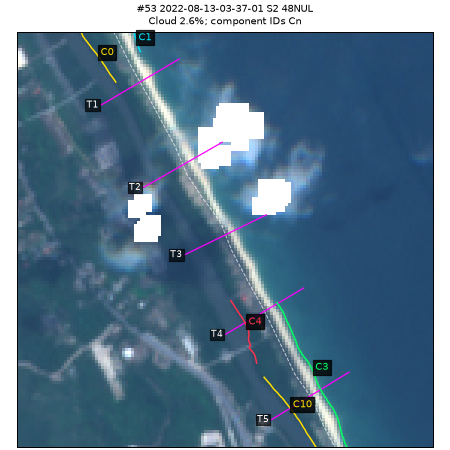 #53 2022-08-13-03-37-01 S2 48NUL
Cloud 2.6%; component IDs Cn
C1
C0
T1
T2
T3
C4
T4
C3
C10
T5